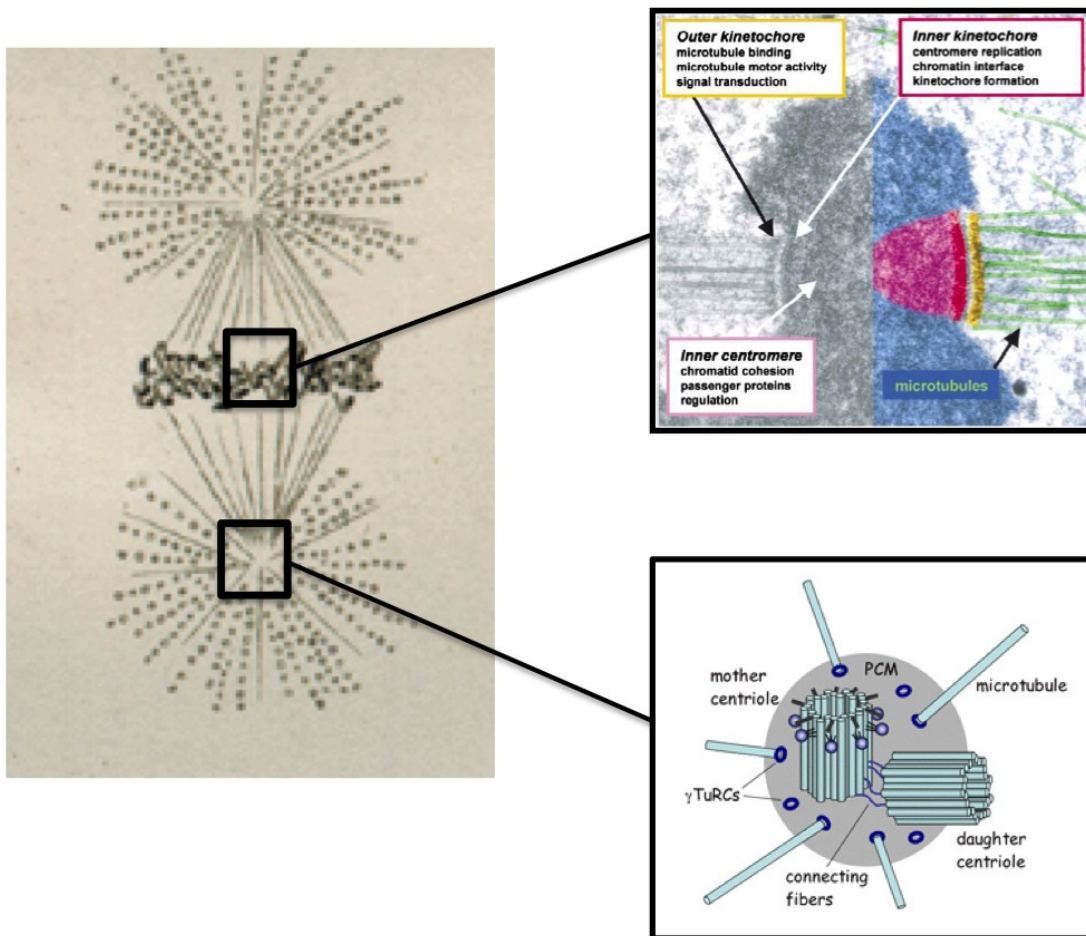 Outer kinetochore
microtubule binding
microtubule motor activity
signal transduction
Inner kinetochore
centromere replication
chromatin interface
kinetochore formation
Inner centromere
chromatid cohesion
passenger proteins
regulation
microtubules
mother
centriole
PCM
microtubule
γTuRCs
connecting
fibers
daughter
centriole